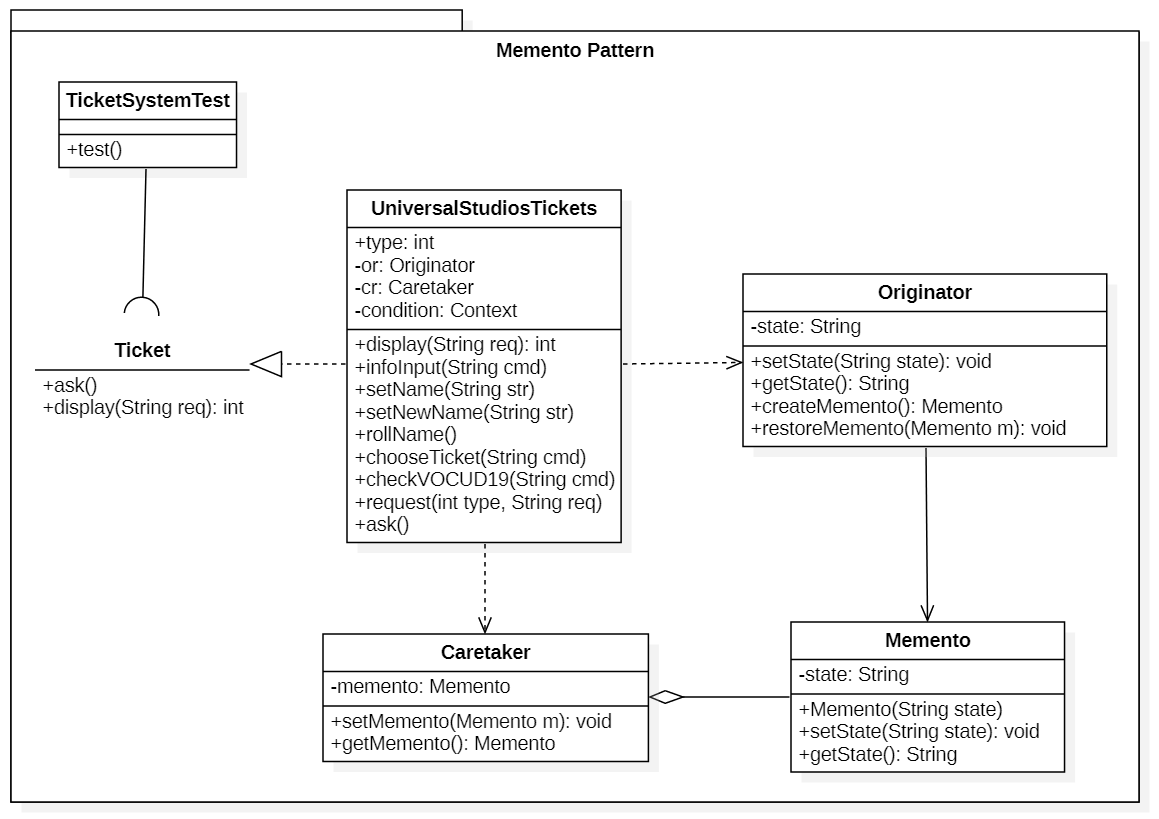 Memento Pattern
TicketSystemTest
+test()
Ticket
+ask()
+display(String req): int
UniversalStudiosTickets
+type: int
-or: Originator
-cr: Caretaker
-condition: Context
+display(String req): int
+infoInput(String cmd)
+setName(String str)
+setNewName(String str)
+rollName()
+chooseTicket(String cmd)
+checkVOCUD19(String cmd)
+request(int type, String req)
+ask()
Originator
-state: String
+setState(String state): void
+getState(): String
+createMemento(): Memento
+restoreMemento(Memento m): void
Caretaker
-memento: Memento
+setMemento(Memento m): void
+getMemento(): Memento
Memento
-state: String
+Memento(String state)
+setState(String state): void
+getState(): String